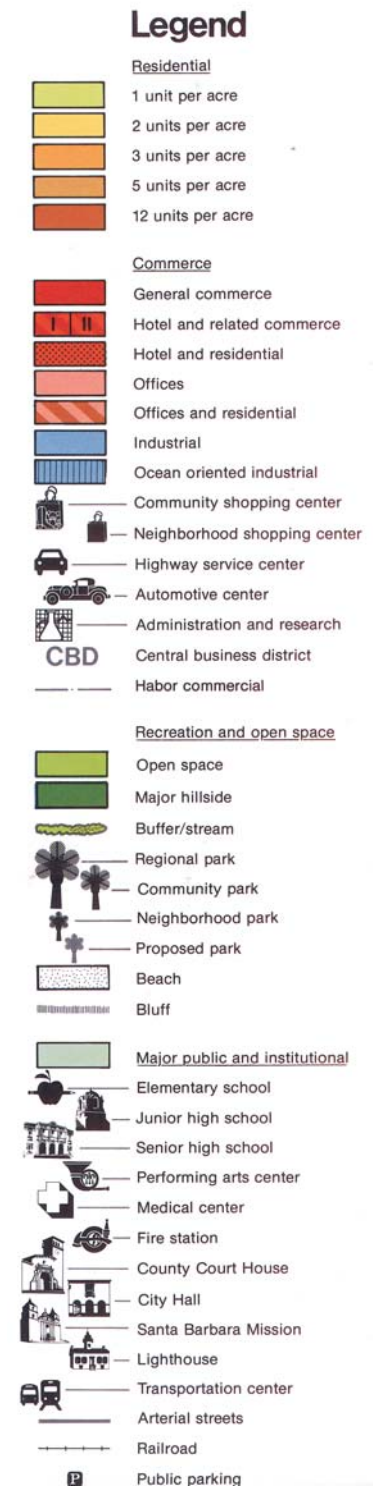 Legend
Residential
1 unit per acre
2 units per acre
3 units per acre
5 units per acre
12 units per acre
Commerce
General commerce
I II Hotel and related commerce
Hotel and residential
Offices
Offices and residential
Industrial
Ocean oriented industrial
Community shopping center
Neighborhood shopping center
Highway service center
Automotive center
Administration and research
CBD Central business district
Habor commercial
Recreation and open space
Open space
Major hillside
Buffer/stream
Regional park
Community park
Neighborhood park
Proposed park
Beach
Bluff
Major public and institutional
Elementary school
Junior high school
Senior high school
Performing arts center
Medical center
Fire station
County Court House
City Hall
Santa Barbara Mission
Lighthouse
Transportation center
Arterial streets
Railroad
P Public parking